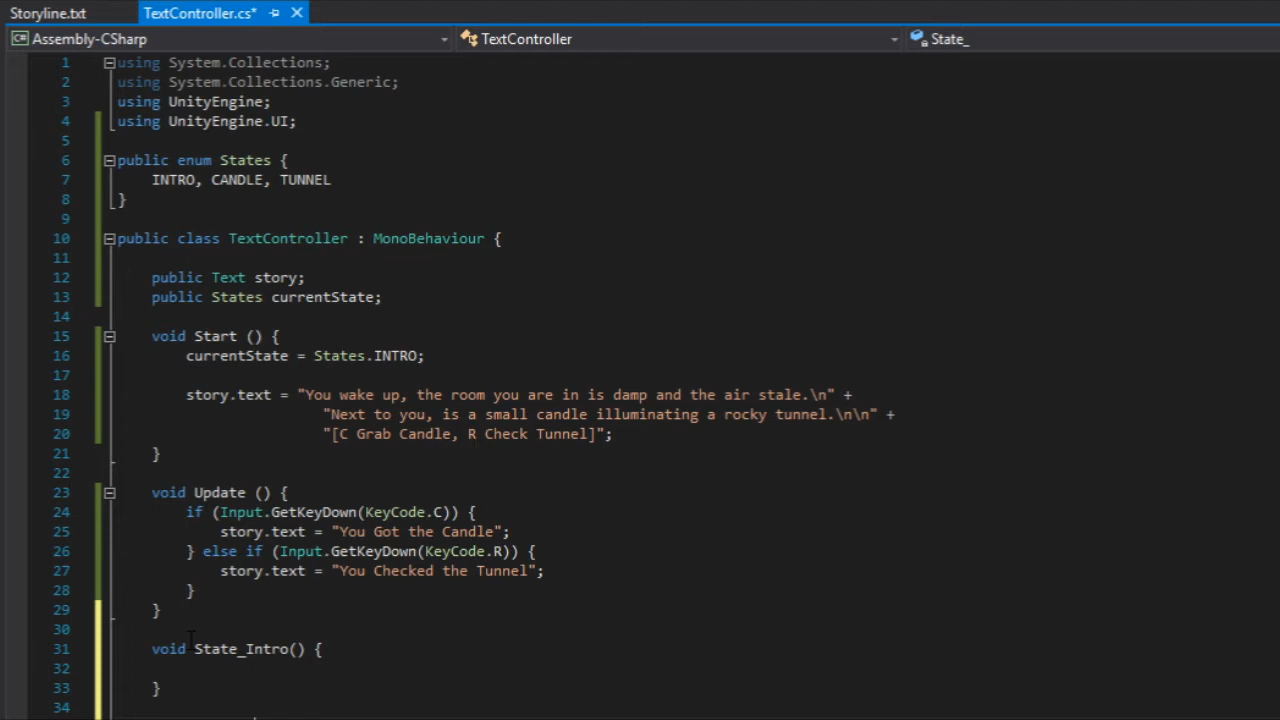 Storyline.txt TextController.cs*
Assembly-CSharp TextController State_
1 using System.Collections;
2 using System.Collections.Generic;
3 using UnityEngine;
4 using UnityEngine.UI;
5
6 public enum States {
7 INTRO, CANDLE, TUNNEL
8 }
9
10 public class TextController : MonoBehaviour {
11
12 public Text story;
13 public States currentState;
14
15 void Start () {
16 currentState = States.INTRO;
17
18 story.text = "You wake up, the room you are in is damp and the air stale.\n" +
19 "Next to you, is a small candle illuminating a rocky tunnel.\n\n" +
20 "[C Grab Candle, R Check Tunnel]";
21 }
22
23 void Update () {
24 if (Input.GetKeyDown(KeyCode.C)) {
25 story.text = "You Got the Candle";
26 } else if (Input.GetKeyDown(KeyCode.R)) {
27 story.text = "You Checked the Tunnel";
28 }
29 }
30
31 void State_Intro() {
32
33 }
34